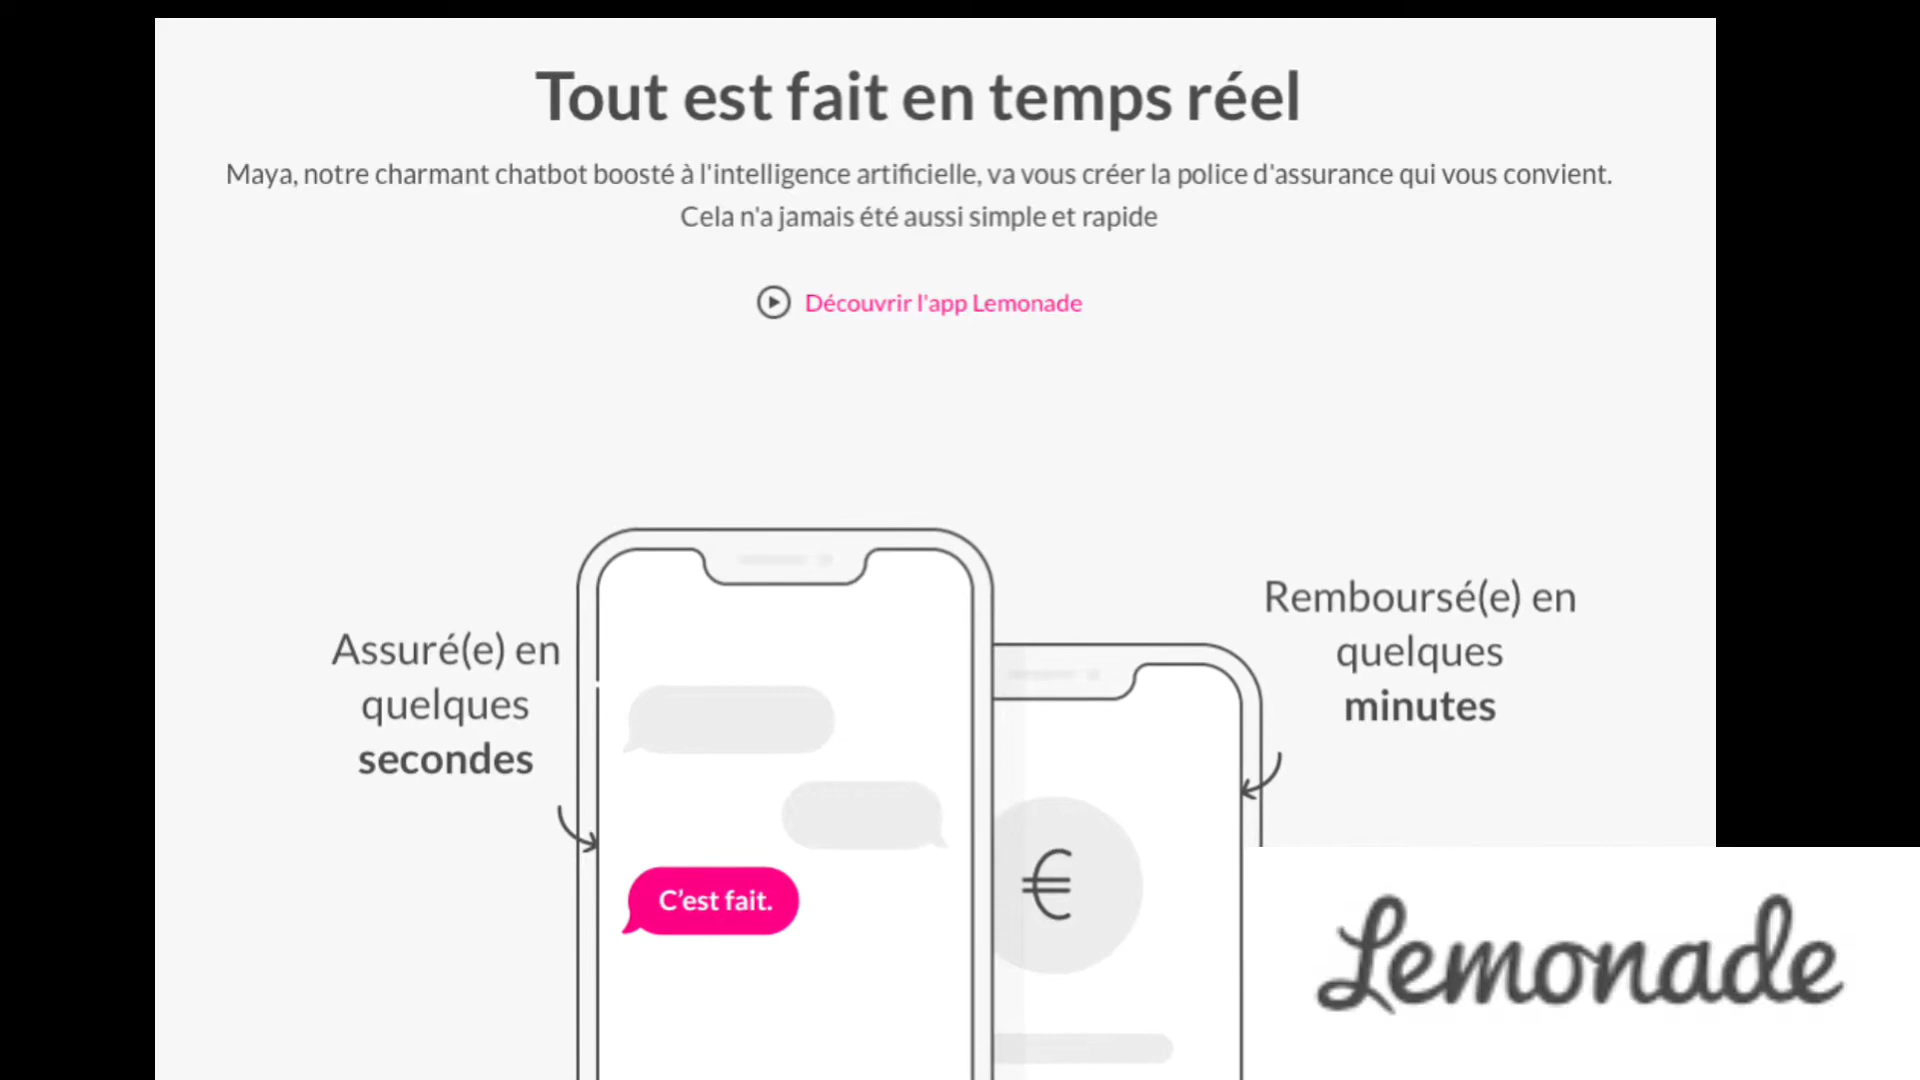 Tout est fait en temps réel
Maya, notre charmant chatbot boosté à l'intelligence artificielle, va vous créer la police d'assurance qui vous convient.
Cela n'a jamais été aussi simple et rapide
Découvrir l'app Lemonade
Assuré(e) en
quelques
secondes
Remboursé(e) en
quelques
minutes
C'est fait.
€
Lemonade